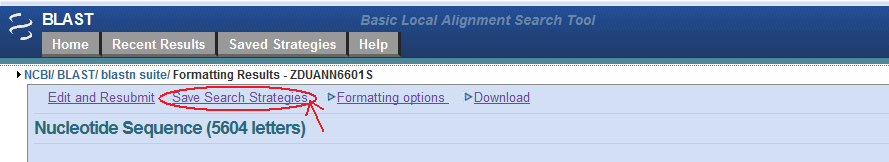 BLAST Basic Local Alignment Search Tool
Home Recent Results Saved Strategies Help
NCBI/ BLAST/ blastn suite/ Formatting Results - ZDUANN6601S
Edit and Resubmit Save Search Strategies Formatting options Download
Nucleotide Sequence (5604 letters)